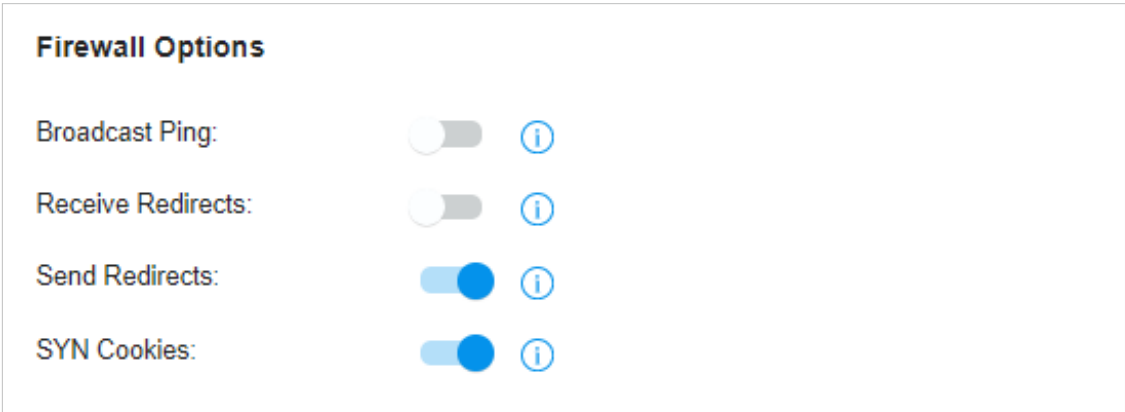 Firewall Options
Broadcast Ping:
Receive Redirects:
Send Redirects:
SYN Cookies: